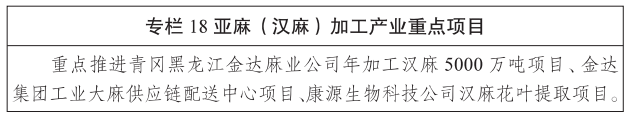 专栏 18 亚麻（汉麻）加工产业重点项目
重点推进青冈黑龙江金达麻业公司年加工汉麻 5000 万吨项目、金达
集团工业大麻供应链配送中心项目、康源生物科技公司汉麻花叶提取项目。